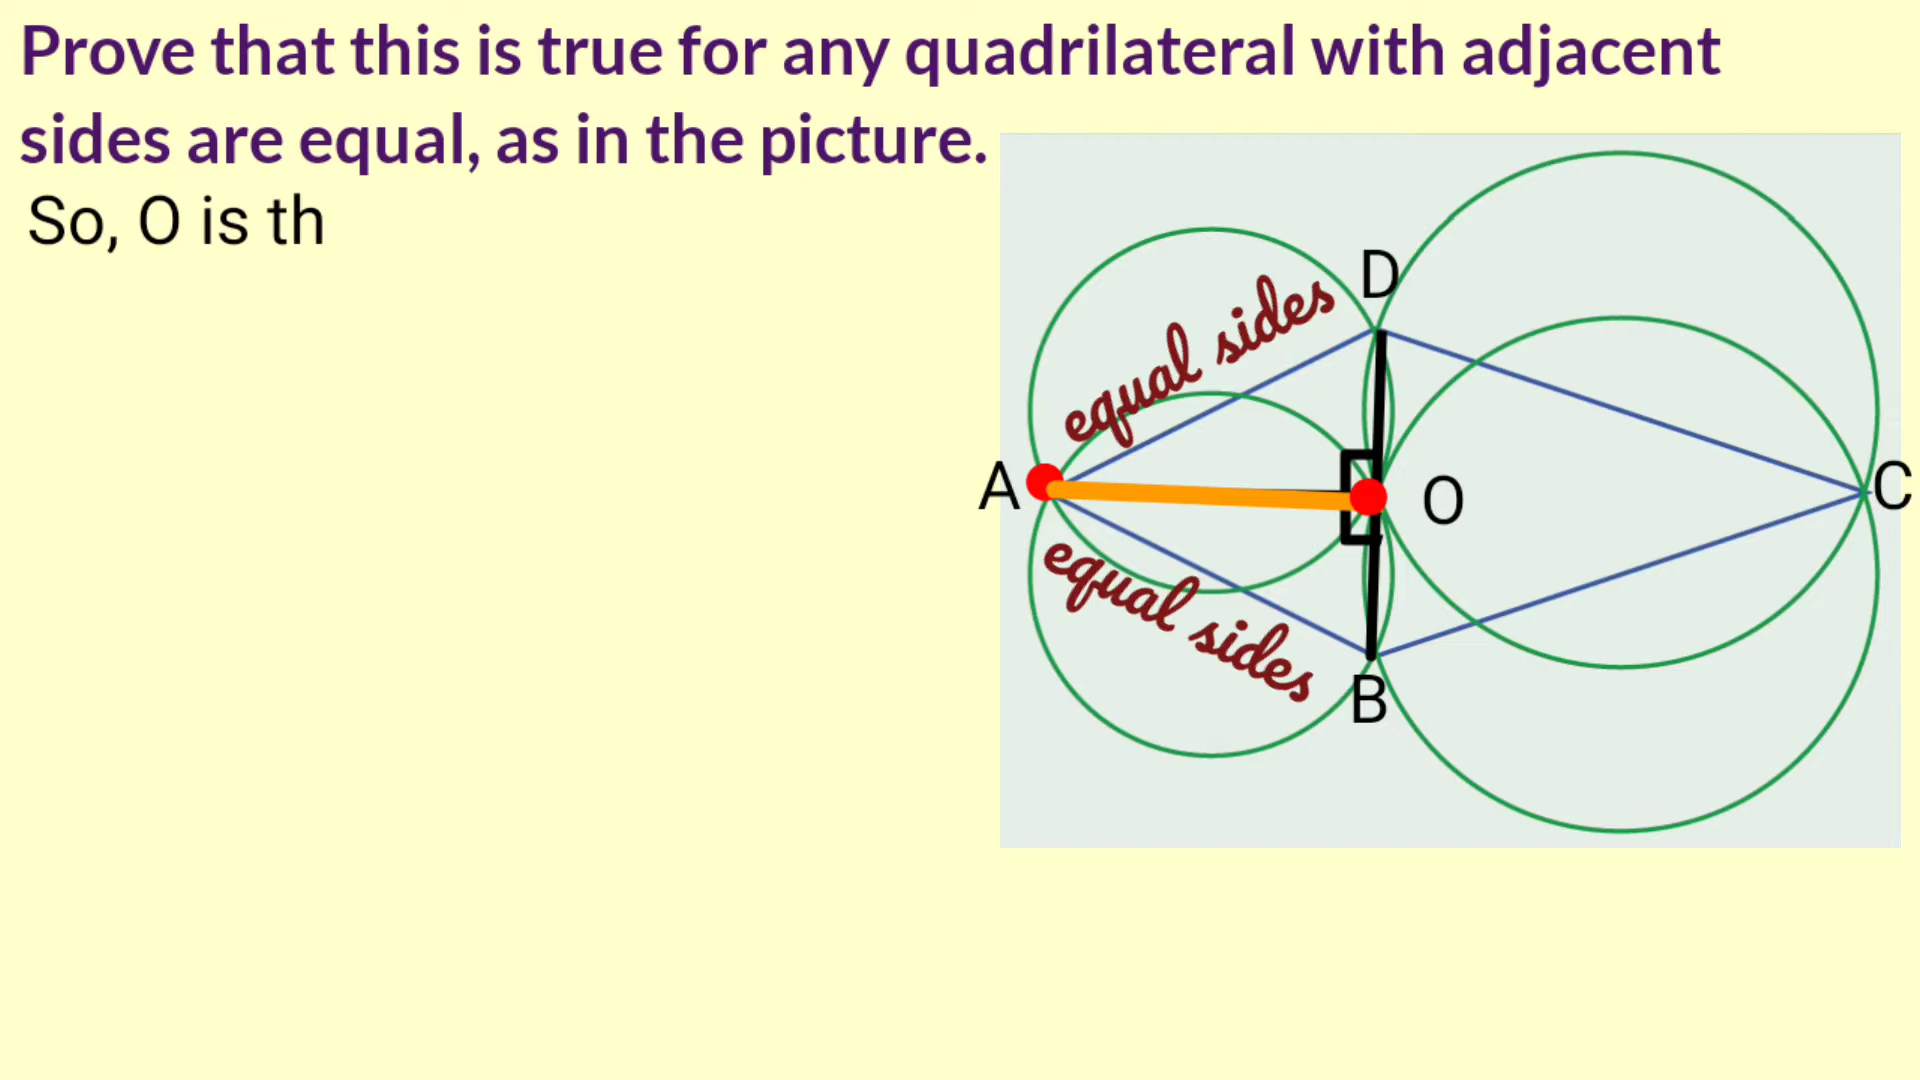 Prove that this is true for any quadrilateral with adjacent
sides are equal, as in the picture.
So, O is th
D
equal sides
A
O
C
equal sides
B